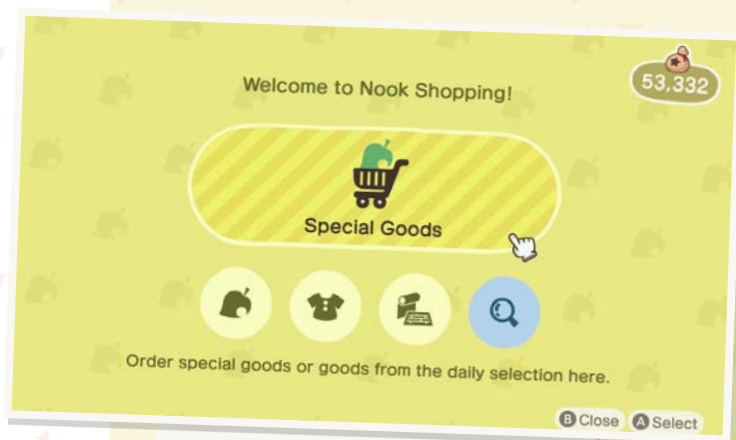 53,332
Welcome to Nook Shopping!
Special Goods
Order special goods or goods from the daily selection here.
B Close A Select